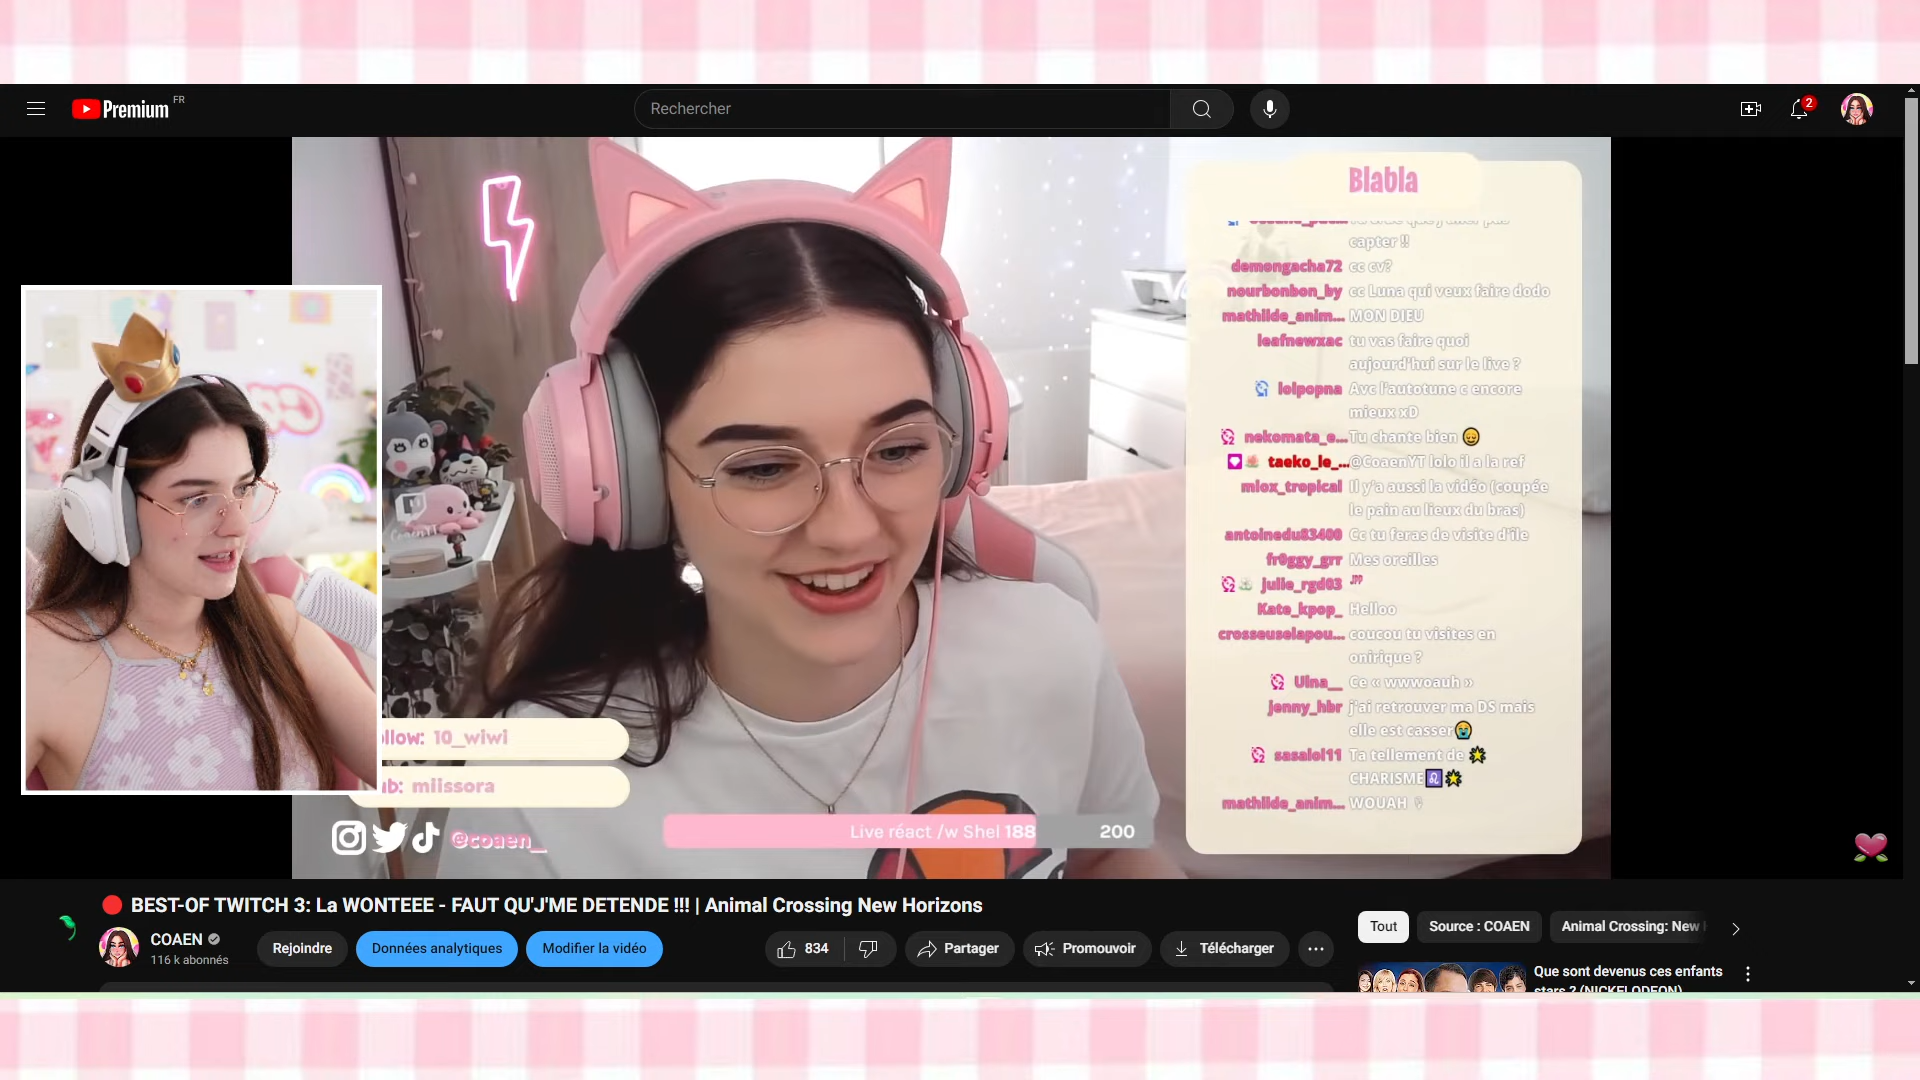 Premium FR
Rechercher
2
Blabla
capter !!
demongacha72 cc cv?
nourbonbon_by cc Luna qui veux faire dodo
mathilde_anim... MON DIEU
leafnewxac tu vas faire quoi
aujourd'hui sur le live ?
lolpopna Avc l'autotune c encore
mieux xD
nekomata_e... Tu chante bien
taeko_le_... @CoaenYT lolo il a la ref
miox_tropical Il y'a aussi la vidéo (coupée
le pain au lieux du bras)
antoinedu83400 Cc tu feras de visite d'île
fr0ggy_grr Mes oreilles
julie_rgd03
Kate_kpop_ Helloo
crosseuselapou... coucou tu visites en
onirique ?
Ulna__ Ce « wwwoauh »
jenny_hbr j'ai retrouver ma DS mais
elle est casser
sasalol11 Ta tellement de
CHARISME
mathilde_anim... WOUAH
CoaenYT
llow: 10_wiwi
ub: miissora
@coaen_
Live réact /w Shel 188 200
BEST-OF TWITCH 3: La WONTEEE - FAUT QU'J'ME DETENDE !!! | Animal Crossing New Horizons
COAEN
116 k abonnés
Rejoindre
Données analytiques
Modifier la vidéo
834
Partager
Promouvoir
Télécharger
Tout
Source : COAEN
Animal Crossing: New
Que sont devenus ces enfants
stars ? (NICKELODEON)